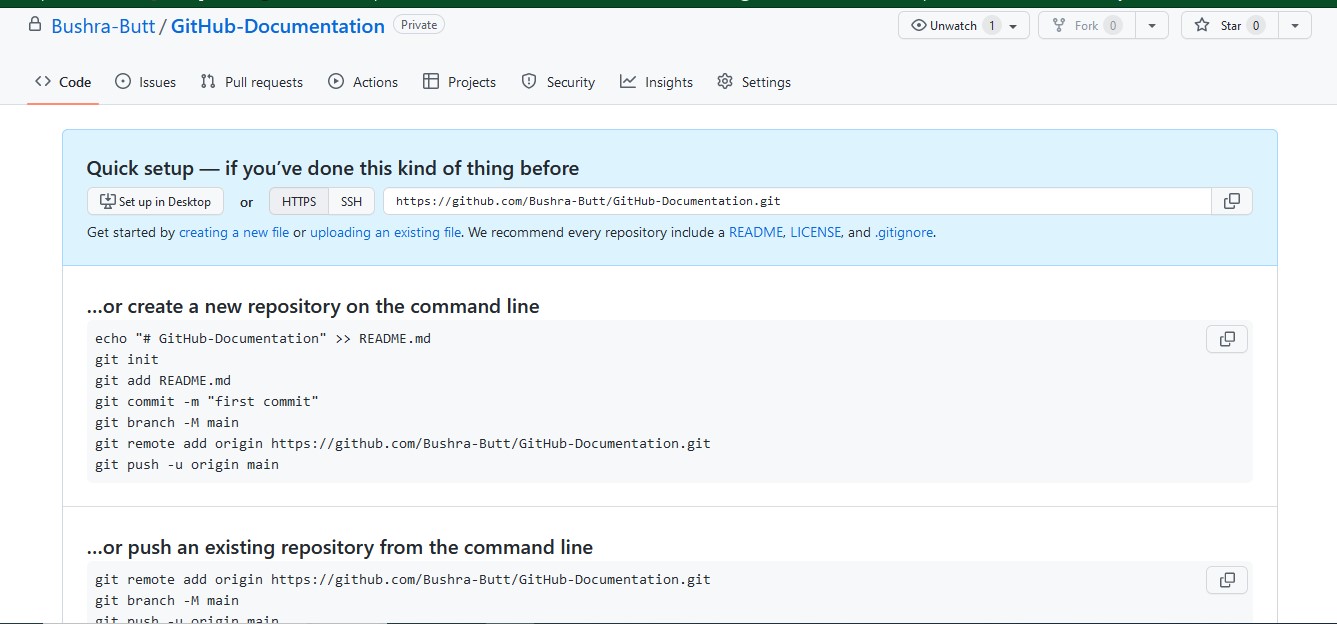 Bushra-Butt / GitHub-Documentation Private Unwatch 1 Fork 0 Star 0
Code Issues Pull requests Actions Projects Security Insights Settings
Quick setup — if you’ve done this kind of thing before
Set up in Desktop or HTTPS SSH https://github.com/Bushra-Butt/GitHub-Documentation.git
Get started by creating a new file or uploading an existing file. We recommend every repository include a README, LICENSE, and .gitignore.
…or create a new repository on the command line
echo "# GitHub-Documentation" >> README.md
git init
git add README.md
git commit -m "first commit"
git branch -M main
git remote add origin https://github.com/Bushra-Butt/GitHub-Documentation.git
git push -u origin main
…or push an existing repository from the command line
git remote add origin https://github.com/Bushra-Butt/GitHub-Documentation.git
git branch -M main
git push -u origin main